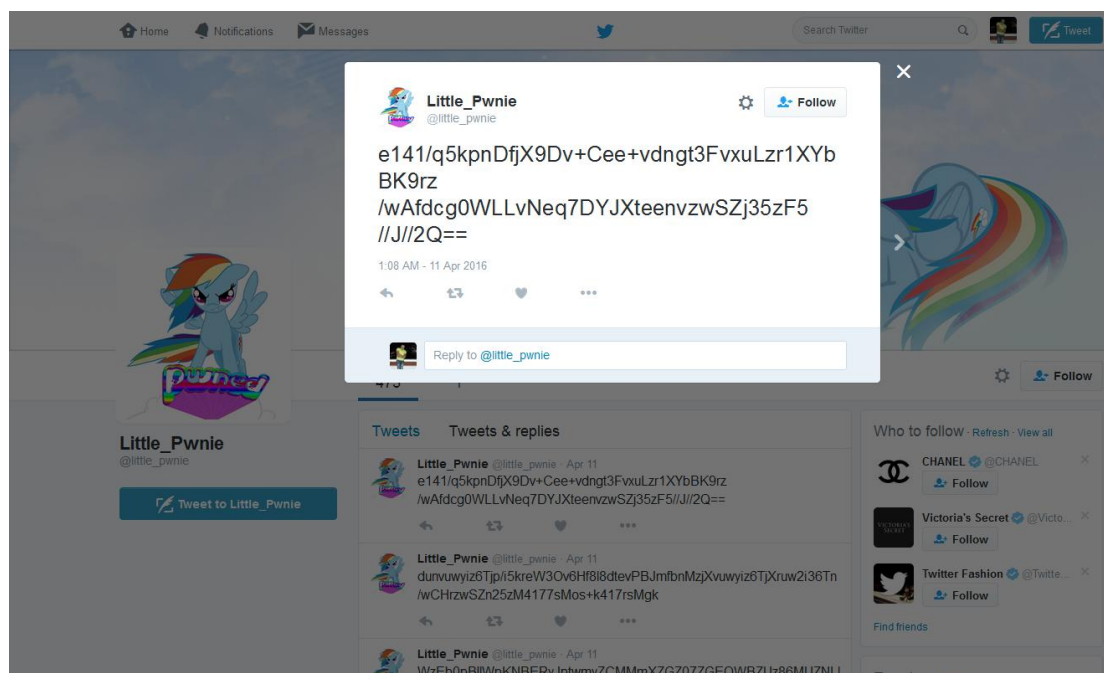 Home Notifications Messages Search Twitter Tweet
Little_Pwnie
@little_pwnie
Follow
e141/q5kpnDfjX9Dv+Cee+vdngt3FvxuLzr1XYb
BK9rz
/wAfdcg0WLLvNeq7DYJXteenvzwSZj35zF5
//J//2Q==
1:08 AM - 11 Apr 2016
Reply to @little_pwnie
pwned
Follow
Little_Pwnie
@little_pwnie
Tweet to Little_Pwnie
Tweets Tweets & replies
Little_Pwnie @little_pwnie · Apr 11
e141/q5kpnDfjX9Dv+Cee+vdngt3FvxuLzr1XYbBK9rz
/wAfdcg0WLLvNeq7DYJXteenvzwSZj35zF5//J//2Q==
Little_Pwnie @little_pwnie · Apr 11
dunvuwyiz6Tjp/i5kreW3Ov6Hf8l8dtevPBJmfbnMzjXvuwyiz6TjXruw2i36Tn
/wCHrzwSZn25zM4177sMos+k417rsMgk
Little_Pwnie @little_pwnie · Apr 11
Who to follow · Refresh · View all
CHANEL @CHANEL
Follow
Victoria's Secret @Victo...
Follow
Twitter Fashion @Twitte...
Follow
Find friends